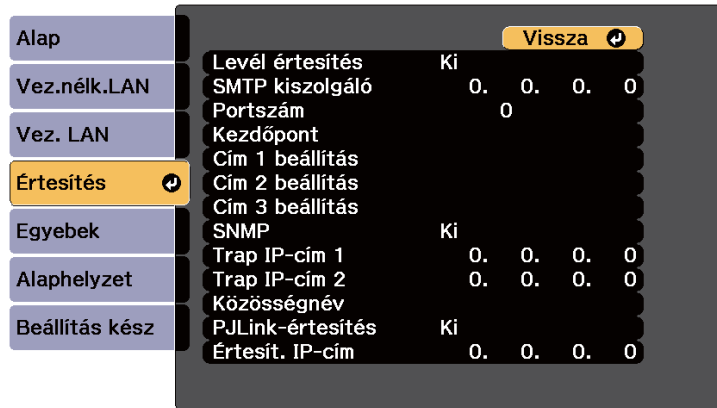 Alap
Vez.nélk.LAN
Vez. LAN
Értesítés
Egyebek
Alaphelyzet
Beállítás kész
Vissza
Levél értesítés Ki
SMTP kiszolgáló 0. 0. 0. 0
Portszám 0
Kezdőpont
Cím 1 beállítás
Cím 2 beállítás
Cím 3 beállítás
SNMP Ki
Trap IP-cím 1 0. 0. 0. 0
Trap IP-cím 2 0. 0. 0. 0
Közösségnév
PJLink-értesítés Ki
Értesít. IP-cím 0. 0. 0. 0